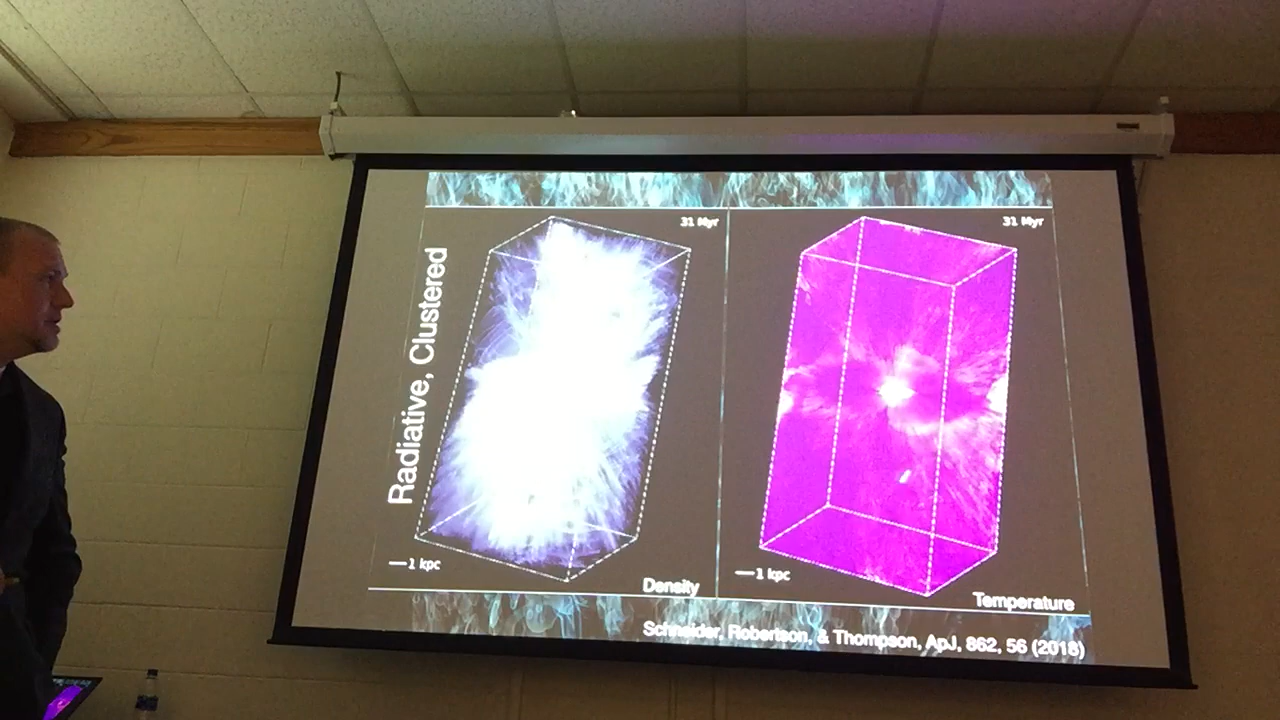 Radiative, Clustered
31 Myr
31 Myr
1 kpc
Density
1 kpc
Temperature
Schneider, Robertson, & Thompson, ApJ, 862, 56 (2018)